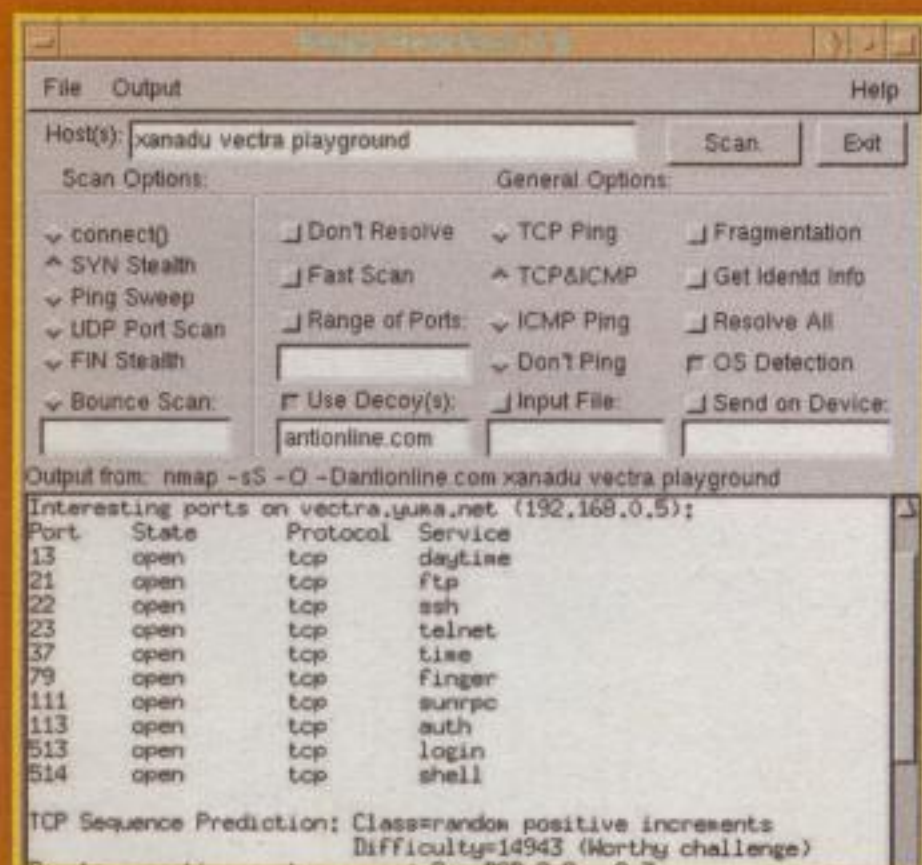 File Output Help
Host(s): xanadu vectra playground Scan. Exit
Scan Options: General Options:
connect() Don't Resolve TCP Ping Fragmentation
SYN Stealth Fast Scan TCP&ICMP Get Identd Info
Ping Sweep Range of Ports: ICMP Ping Resolve All
UDP Port Scan
FIN Stealth Don't Ping OS Detection
Bounce Scan: Use Decoy(s): Input File: Send on Device:
antionline.com
Output from: nmap -sS -O -Dantionline.com xanadu vectra playground
Interesting ports on vectra.yuma.net (192.168.0.5):
Port State Protocol Service
13 open tcp daytime
21 open tcp ftp
22 open tcp ssh
23 open tcp telnet
37 open tcp time
79 open tcp finger
111 open tcp sunrpc
113 open tcp auth
513 open tcp login
514 open tcp shell
TCP Sequence Prediction: Class=random positive increments
Difficulty=14943 (Worthy challenge)